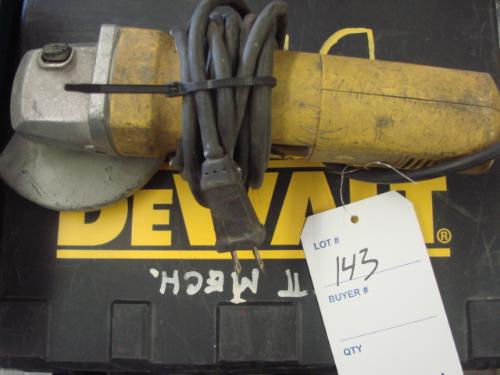 DEWALT®
LOT # 143
BUYER #
QTY
MECH.